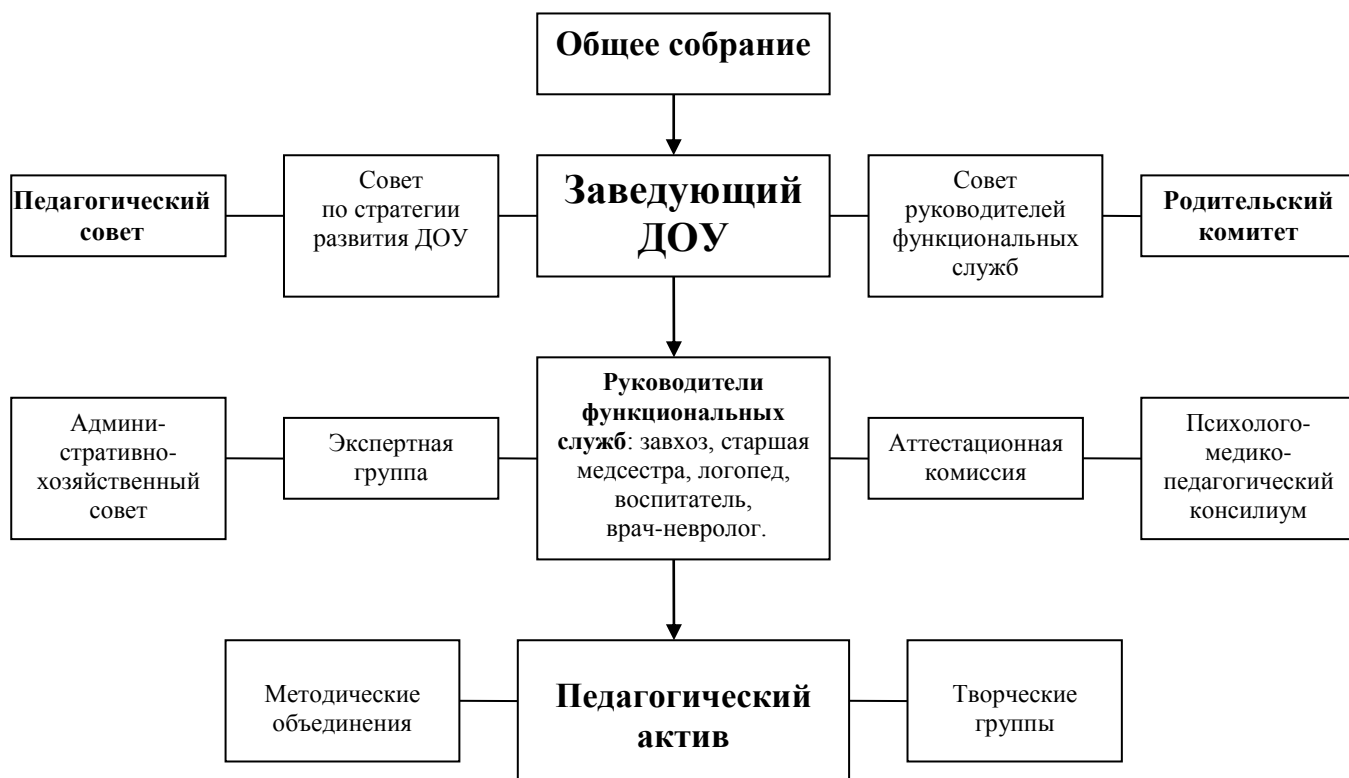 Общее собрание
Педагогический
совет
Совет
по стратегии
развития ДОУ
Заведующий
ДОУ
Совет
руководителей
функциональных
служб
Родительский
комитет
Админи-
стративно-
хозяйственный
совет
Экспертная
группа
Руководители
функциональных
служб: завхоз, старшая
медсестра, логопед,
воспитатель,
врач-невролог.
Аттестационная
комиссия
Психолого-
медико-
педагогический
консилиум
Методические
объединения
Педагогический
актив
Творческие
группы